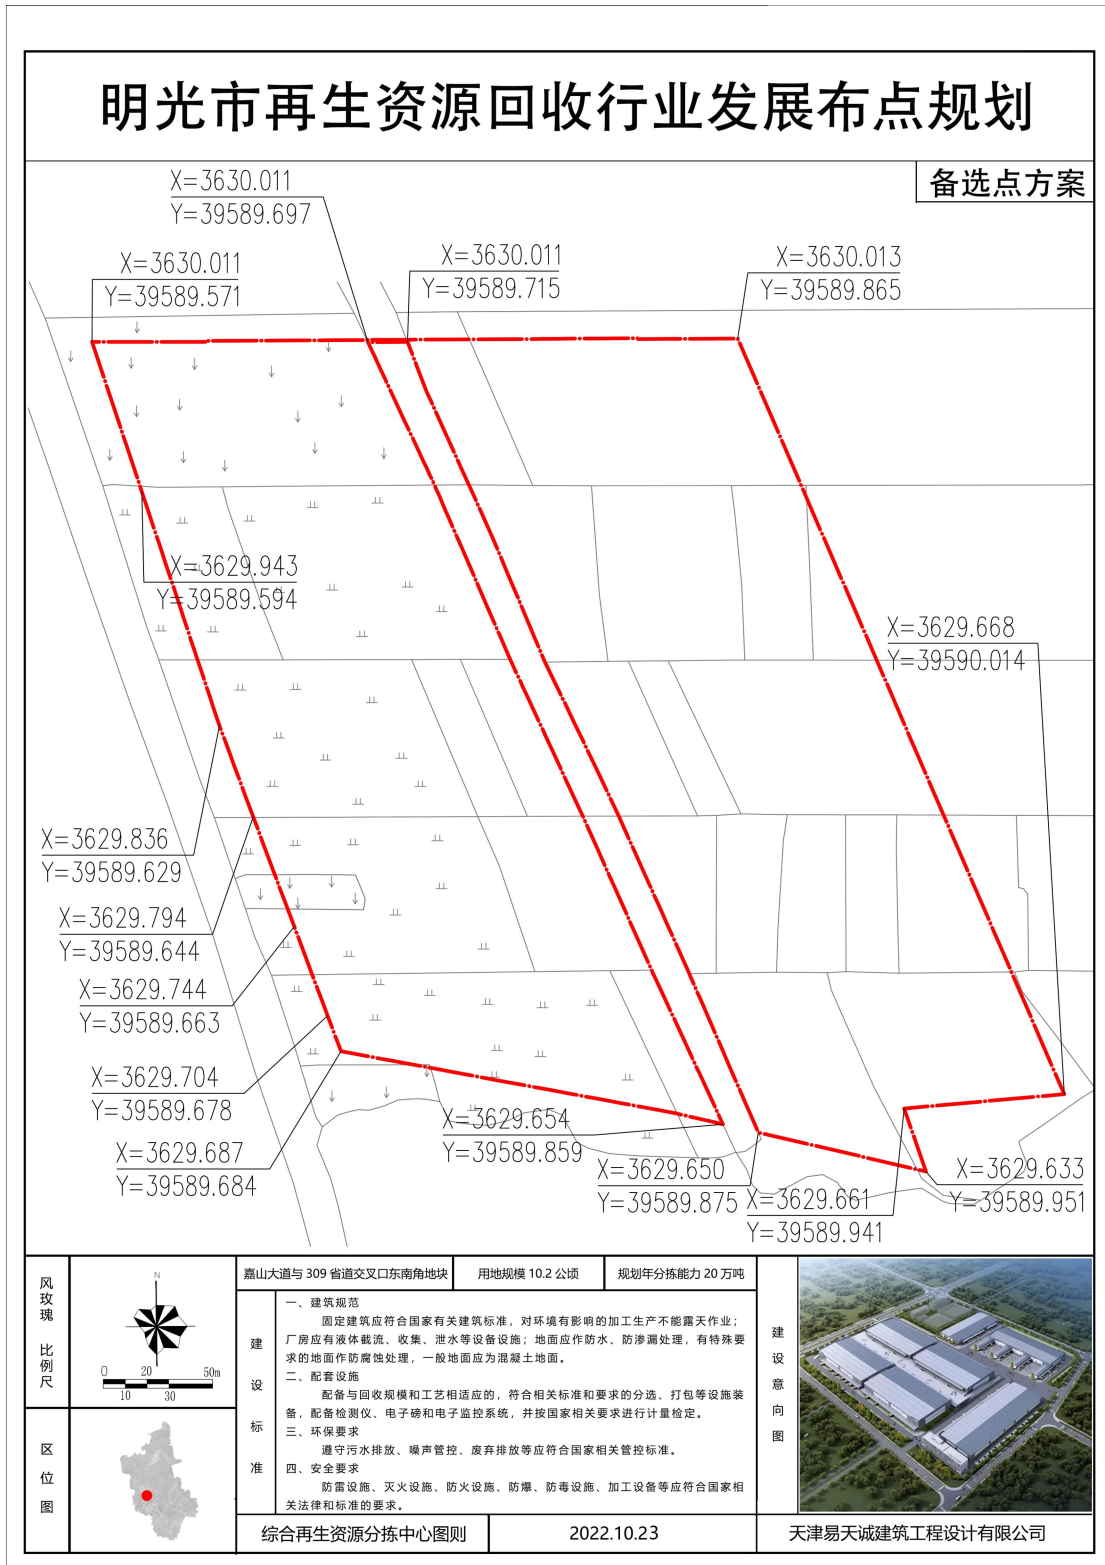 明光市再生资源回收行业发展布点规划
备选点方案
X=3630.011
Y=39589.697
X=3630.011
Y=39589.571
X=3630.011
Y=39589.715
X=3630.013
Y=39589.865
X=3629.943
Y=39589.594
X=3629.668
Y=39590.014
X=3629.836
Y=39589.629
X=3629.794
Y=39589.644
X=3629.744
Y=39589.663
X=3629.704
Y=39589.678
X=3629.687
Y=39589.684
X=3629.654
Y=39589.859
X=3629.650
Y=39589.875
X=3629.661
Y=39589.941
X=3629.633
Y=39589.951
风玫瑰 比例尺
N
0 20 50m
10 30
区位图
嘉山大道与 309 省道交叉口东南角地块
用地规模 10.2 公顷
规划年分拣能力 20 万吨
建设标准
一、建筑规范
固定建筑应符合国家有关建筑标准，对环境有影响的加工生产不能露天作业；
厂房应有液体截流、收集、泄水等设备设施；地面应作防水、防渗漏处理，有特殊要
求的地面作防腐蚀处理，一般地面应为混凝土地面。
二、配套设施
配备与回收规模和工艺相适应的，符合相关标准和要求的分选、打包等设施装
备，配备检测仪、电子磅和电子监控系统，并按国家相关要求进行计量检定。
三、环保要求
遵守污水排放、噪声管控、废弃排放等应符合国家相关管控标准。
四、安全要求
防雷设施、灭火设施、防火设施、防爆、防毒设施、加工设备等应符合国家相
关法律和标准的要求。
建设意向图
综合再生资源分拣中心图则
2022.10.23
天津易天诚建筑工程设计有限公司